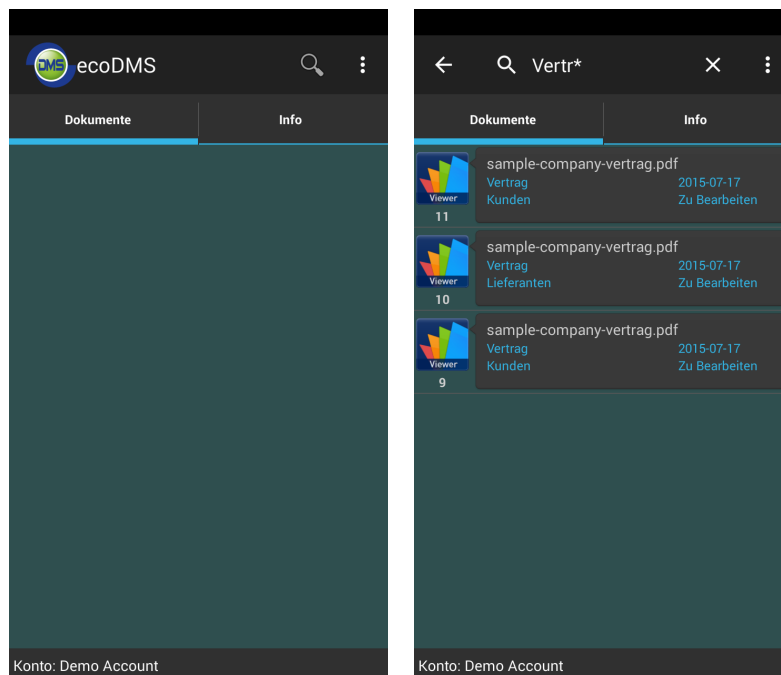 DMS ecoDMS
Dokumente Info
Konto: Demo Account
Vertr*
Dokumente Info
sample-company-vertrag.pdf
Vertrag 2015-07-17
Kunden Zu Bearbeiten
Viewer
11
sample-company-vertrag.pdf
Vertrag 2015-07-17
Lieferanten Zu Bearbeiten
Viewer
10
sample-company-vertrag.pdf
Vertrag 2015-07-17
Kunden Zu Bearbeiten
Viewer
9
Konto: Demo Account